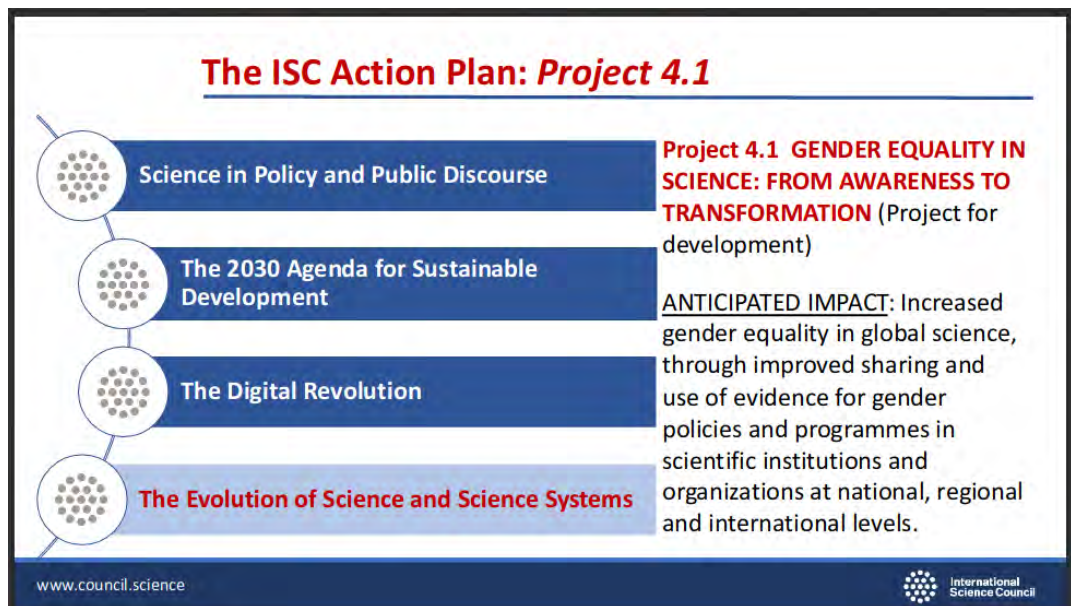 The ISC Action Plan: Project 4.1
Science in Policy and Public Discourse
The 2030 Agenda for Sustainable
Development
The Digital Revolution
The Evolution of Science and Science Systems
Project 4.1 GENDER EQUALITY IN
SCIENCE: FROM AWARENESS TO
TRANSFORMATION (Project for
development)
ANTICIPATED IMPACT: Increased
gender equality in global science,
through improved sharing and
use of evidence for gender
policies and programmes in
scientific institutions and
organizations at national, regional
and international levels.
www.council.science
International
Science Council